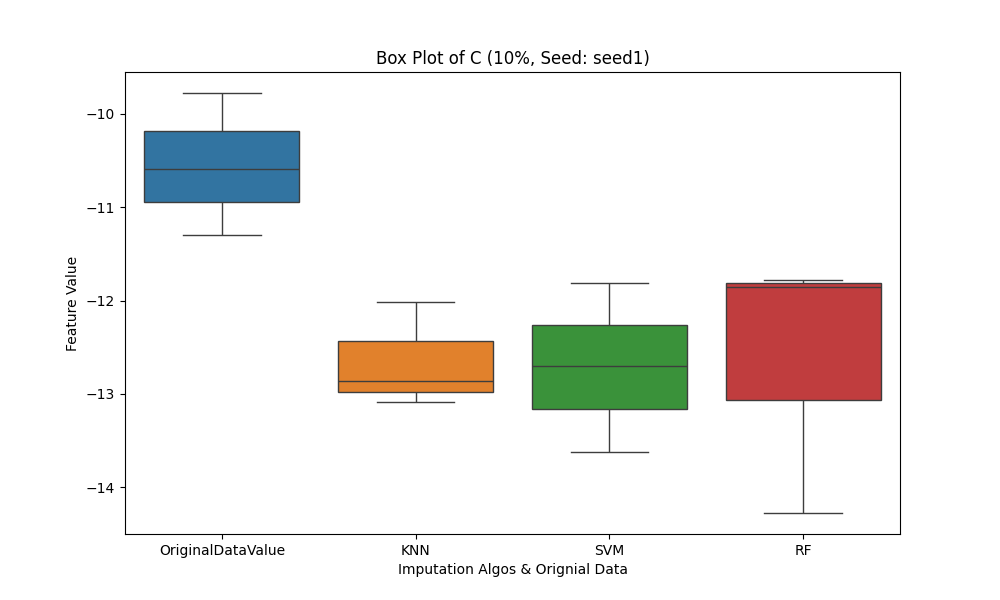 Box Plot of C (10%, Seed: seed1)
Feature Value
−10
−11
−12
−13
−14
OriginalDataValue KNN SVM RF
Imputation Algos & Orignial Data